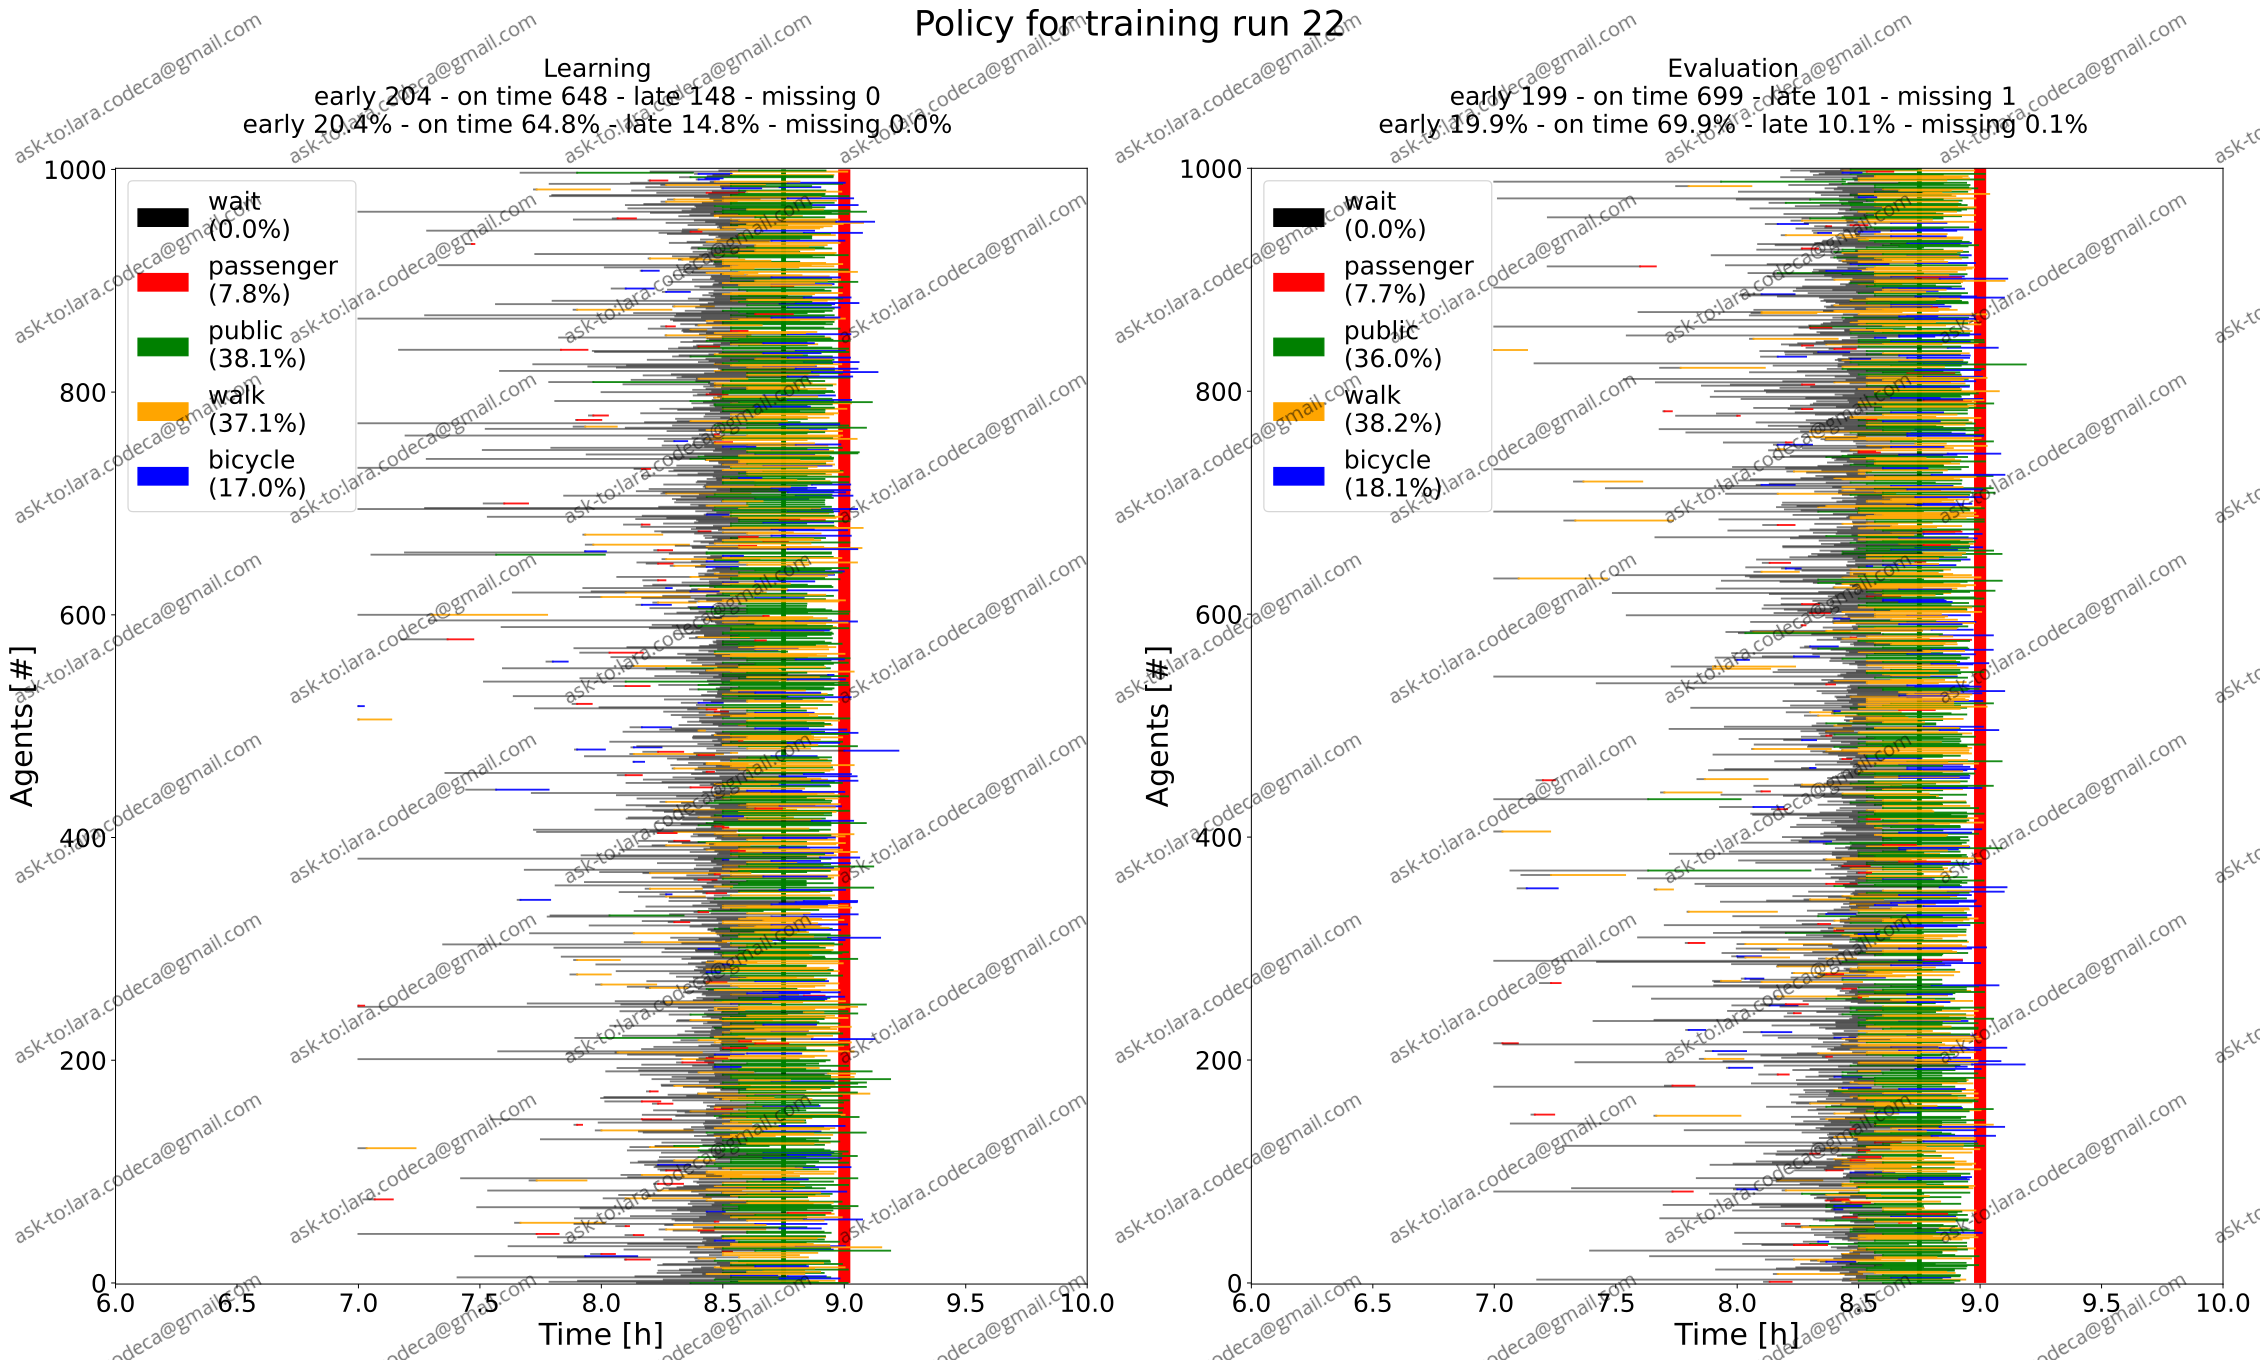 Policy for training run 22
Learning
early 204 - on time 648 - late 148 - missing 0
early 20.4% - on time 64.8% - late 14.8% - missing 0.0%
1000
800
600
400
200
0
Agents [#]
wait
(0.0%)
passenger
(7.8%)
public
(38.1%)
walk
(37.1%)
bicycle
(17.0%)
6.0 6.5 7.0 7.5 8.0 8.5 9.0 9.5 10.0
Time [h]
Evaluation
early 199 - on time 699 - late 101 - missing 1
early 19.9% - on time 69.9% - late 10.1% - missing 0.1%
1000
800
600
400
200
0
Agents [#]
wait
(0.0%)
passenger
(7.7%)
public
(36.0%)
walk
(38.2%)
bicycle
(18.1%)
6.0 6.5 7.0 7.5 8.0 8.5 9.0 9.5 10.0
Time [h]
ask-to:lara.codeca@gmail.com